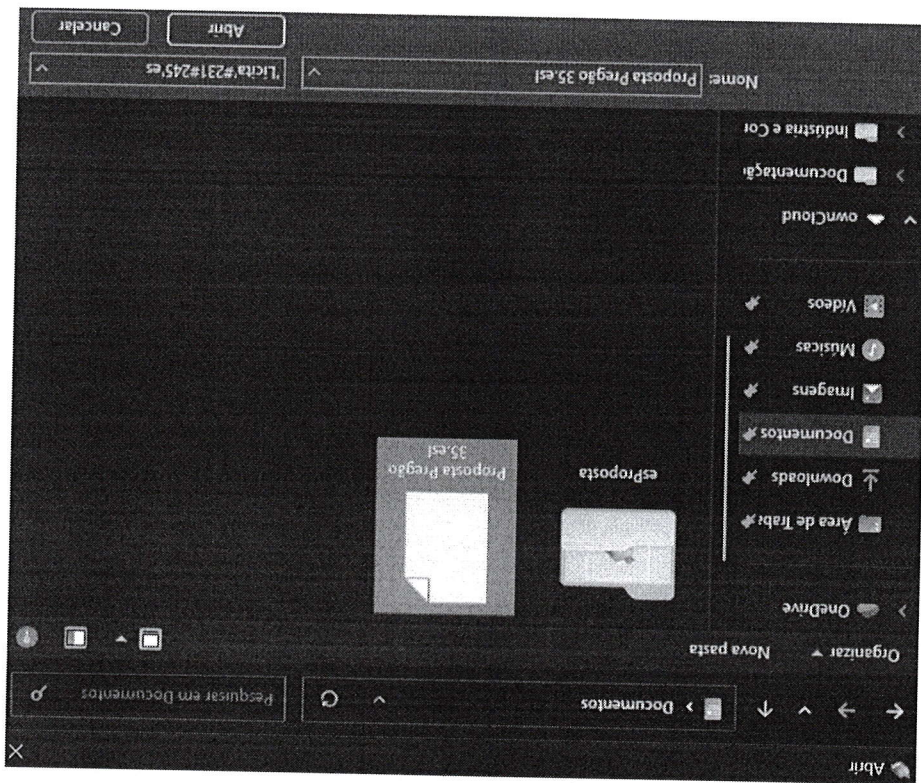 Abrir
Documentos
Pesquisar em Documentos
Organizar
Nova pasta
OneDrive
Área de Trab
Downloads
Documentos
Imagens
Músicas
Vídeos
ownCloud
Documentaçã
Indústria e Cor
esProposta
Proposta Pregão
35.esl
Nome:
Proposta Pregão 35.esl
'Licita'#231#245'es
Abrir
Cancelar